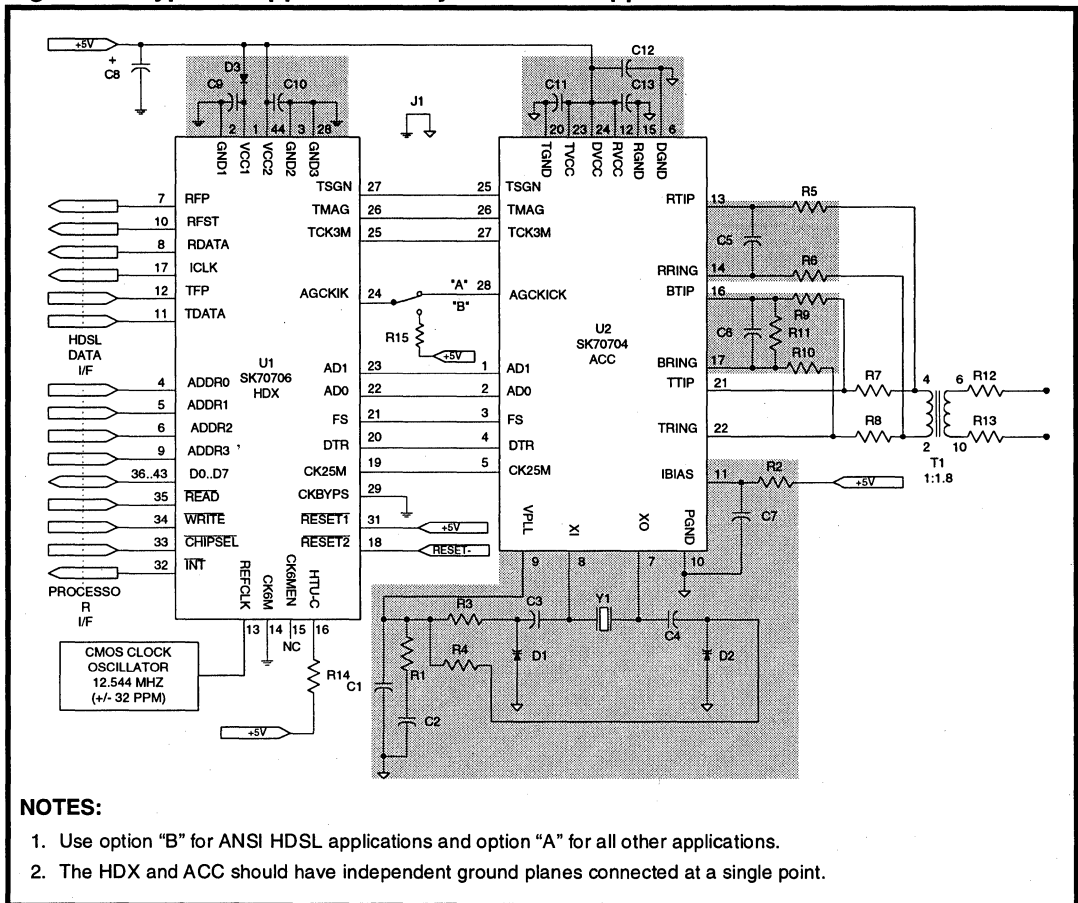 +5V
+
C8
D3
C9
C10
J1
C12
C11
C13
2 1 44 3 28
20 23 24 12 15 6
GND1 VCC1 VCC2 GND2 GND3
TGND TVCC DVCC RVCC RGND DGND
TSGN 27 25 TSGN
TMAG 26 26 TMAG
TCK3M 25 27 TCK3M
7 RFP
10 RFST
8 RDATA
17 ICLK
12 TFP
11 TDATA
HDSL
DATA
I/F
AGCKIK 24 "A" 28 AGCKICK
"B"
R15
+5V
U1
SK70706
HDX
U2
SK70704
ACC
AD1 23 1 AD1
AD0 22 2 AD0
FS 21 3 FS
DTR 20 4 DTR
CK25M 19 5 CK25M
CKBYPS 29
RESET1 31 +5V
RESET2 18 RESET-
4 ADDR0
5 ADDR1
6 ADDR2
9 ADDR3
36..43 D0..D7
35 READ
34 WRITE
33 CHIPSEL
32 INT
PROCESSO
R
I/F
REFCLK CK6M CK6MEN HTU-C
13 14 15 16
NC
CMOS CLOCK
OSCILLATOR
12.544 MHZ
(+/- 32 PPM)
R14
+5V
RTIP 13 R5
C5
RRING 14 R6
BTIP 16 R9
C6 R11
BRING 17 R10
TTIP 21 R7
TRING 22 R8
4 6 R12
2 10 R13
T1
1:1.8
IBIAS 11 R2 +5V
C7
VPLL XI XO PGND
9 8 7 10
R3 C3 Y1 C4
R4 D1 D2
C1 R1
C2
NOTES:
1. Use option “B” for ANSI HDSL applications and option “A” for all other applications.
2. The HDX and ACC should have independent ground planes connected at a single point.